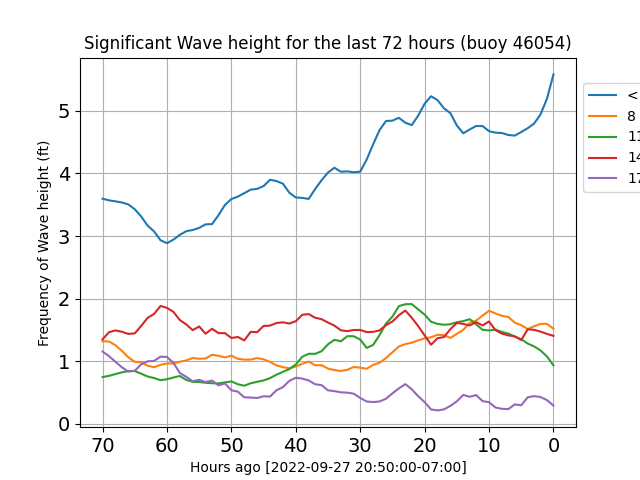 Significant Wave height for the last 72 hours (buoy 46054)
Frequency of Wave height (ft)
5
4
3
2
1
0
70 60 50 40 30 20 10 0
Hours ago [2022-09-27 20:50:00-07:00]
<
8
11
14
17